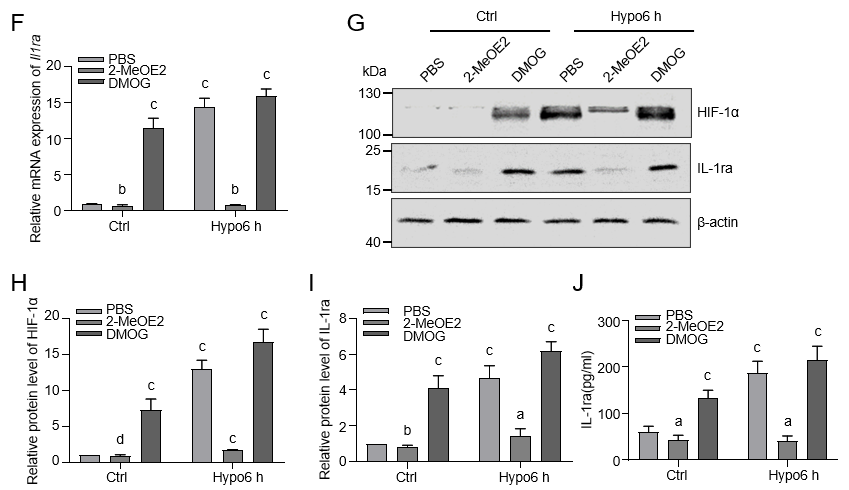 F
Relative mRNA expression of Il1ra
20
15
10
5
0
PBS
2-MeOE2
DMOG
b
c
c
b
c
Ctrl
Hypo6 h
G
Ctrl
Hypo6 h
kDa
PBS
2-MeOE2
DMOG
PBS
2-MeOE2
DMOG
130
100
HIF-1α
25
15
IL-1ra
40
β-actin
H
Relative protein level of HIF-1α
20
15
10
5
0
PBS
2-MeOE2
DMOG
d
c
c
c
c
Ctrl
Hypo6 h
I
Relative protein level of IL-1ra
8
6
4
2
0
PBS
2-MeOE2
DMOG
b
c
c
a
c
Ctrl
Hypo6 h
J
IL-1ra(pg/ml)
300
200
100
0
PBS
2-MeOE2
DMOG
a
c
c
a
c
Ctrl
Hypo6 h